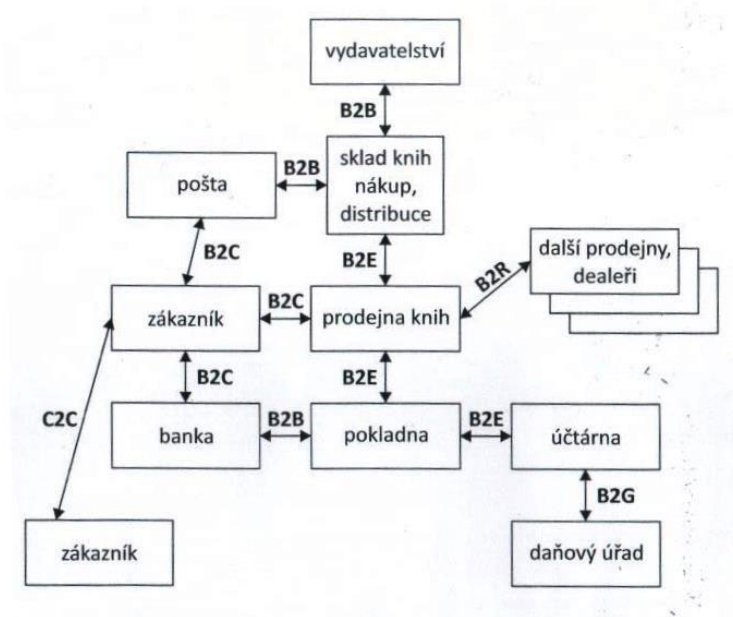 vydavatelství
B2B
sklad knih
nákup,
distribuce
pošta
B2B
B2C
B2E
další prodejny,
dealeři
B2R
zákazník
B2C
prodejna knih
B2C
B2E
C2C
banka
B2B
pokladna
B2E
účtárna
B2G
zákazník
daňový úřad